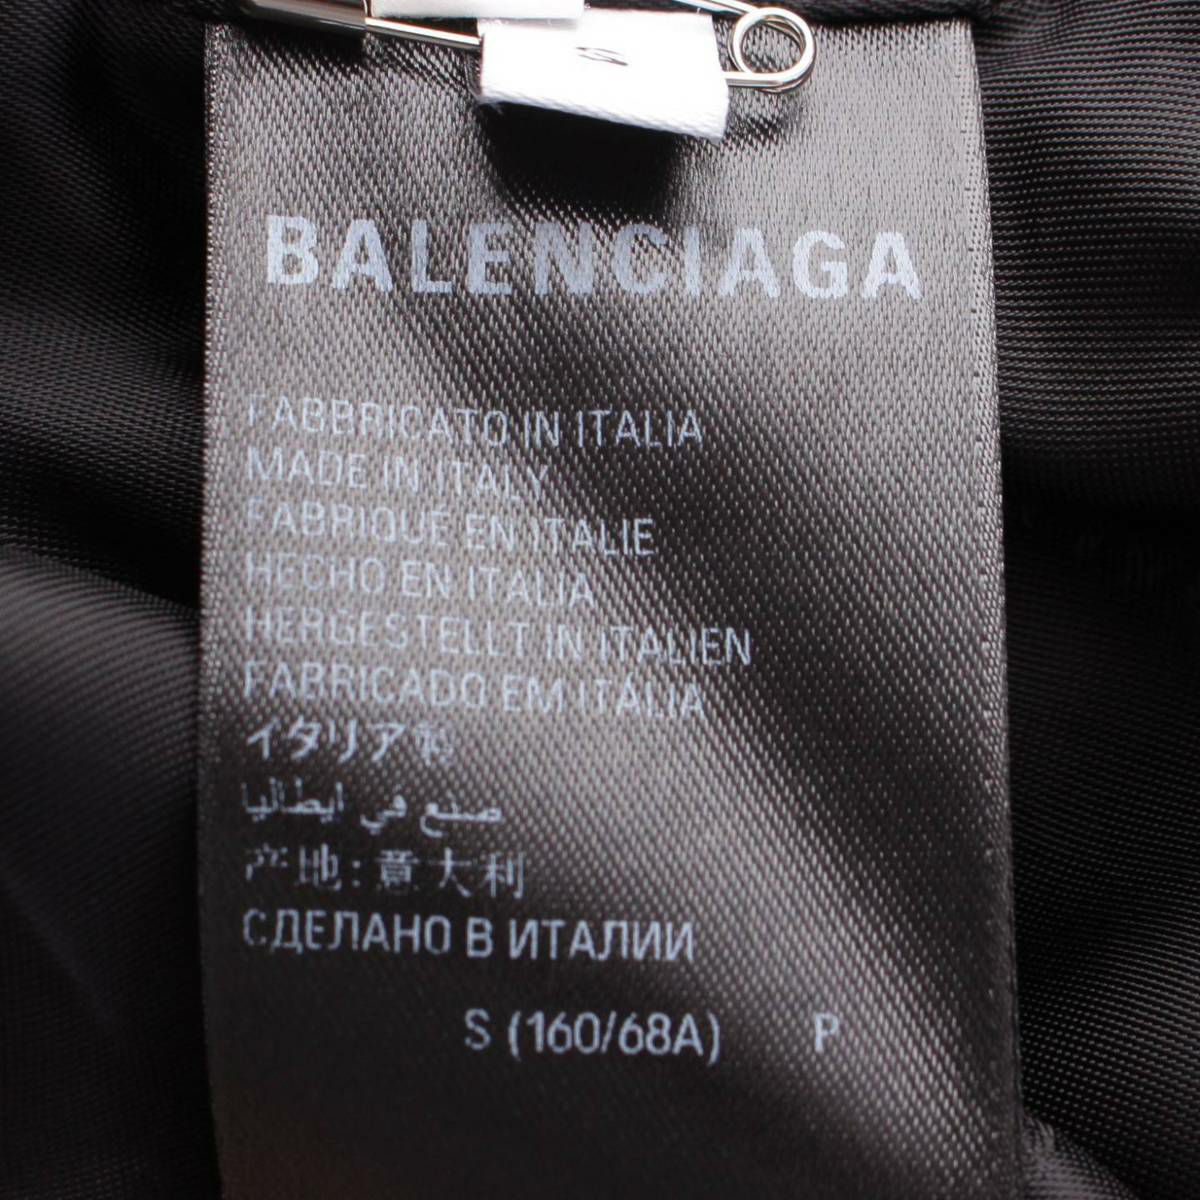 S
BALENCIAGA
FABBRICATO IN ITALIA
MADE IN ITALY
FABRIQUE EN ITALIE
HECHO EN ITALIA
HERGESTELLT IN ITALIEN
FABRICADO EM ITÁLIA
イタリア製
صنع في ايطاليا
产地:意大利
СДЕЛАНО В ИТАЛИИ
S (160/68A) P